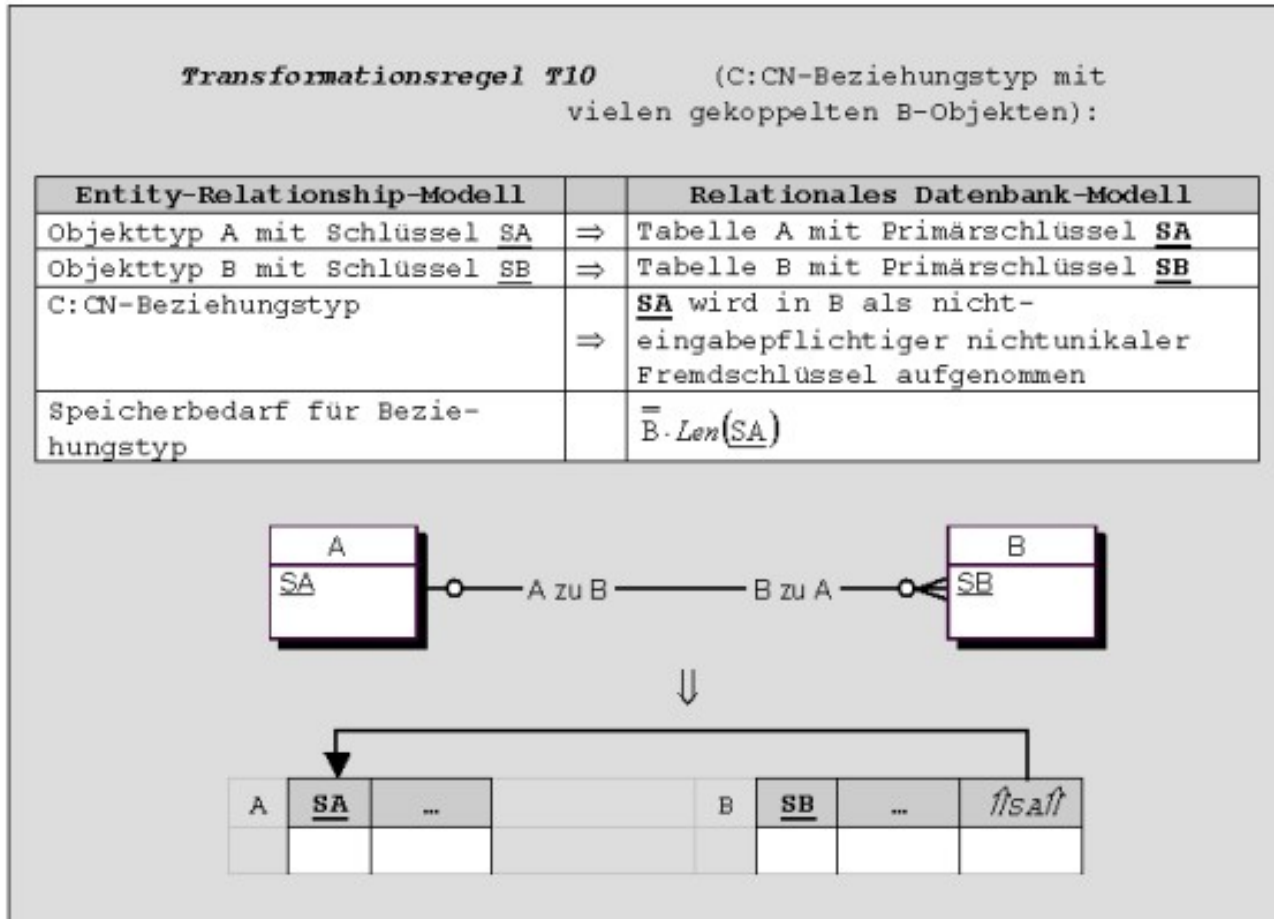 Transformationsregel T10 (C:CN-Beziehungstyp mit
vielen gekoppelten B-Objekten):
Entity-Relationship-Modell Relationales Datenbank-Modell
Objekttyp A mit Schlüssel SA ⇒ Tabelle A mit Primärschlüssel SA
Objekttyp B mit Schlüssel SB ⇒ Tabelle B mit Primärschlüssel SB
C:CN-Beziehungstyp ⇒ SA wird in B als nicht-
eingabepflichtiger nichtunikaler
Fremdschlüssel aufgenommen
Speicherbedarf für Bezie-
hungstyp
B̿ · Len(SA)
A
SA
A zu B B zu A
B
SB
⇓
A SA … B SB … ⇑SA⇑